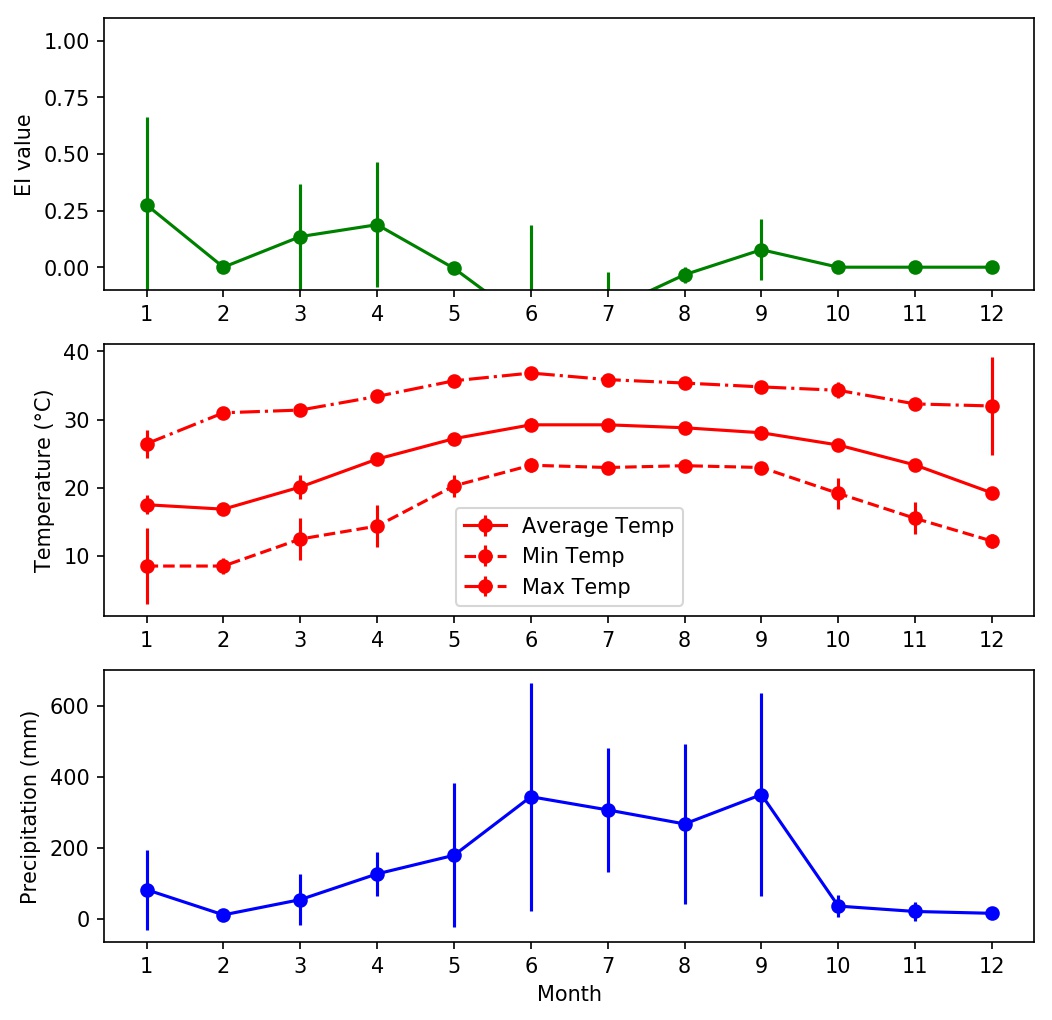 1.00
0.75
0.50
0.25
0.00
EI value
1 2 3 4 5 6 7 8 9 10 11 12
40
30
20
10
Temperature (°C)
Average Temp
Min Temp
Max Temp
1 2 3 4 5 6 7 8 9 10 11 12
600
400
200
0
Precipitation (mm)
1 2 3 4 5 6 7 8 9 10 11 12
Month